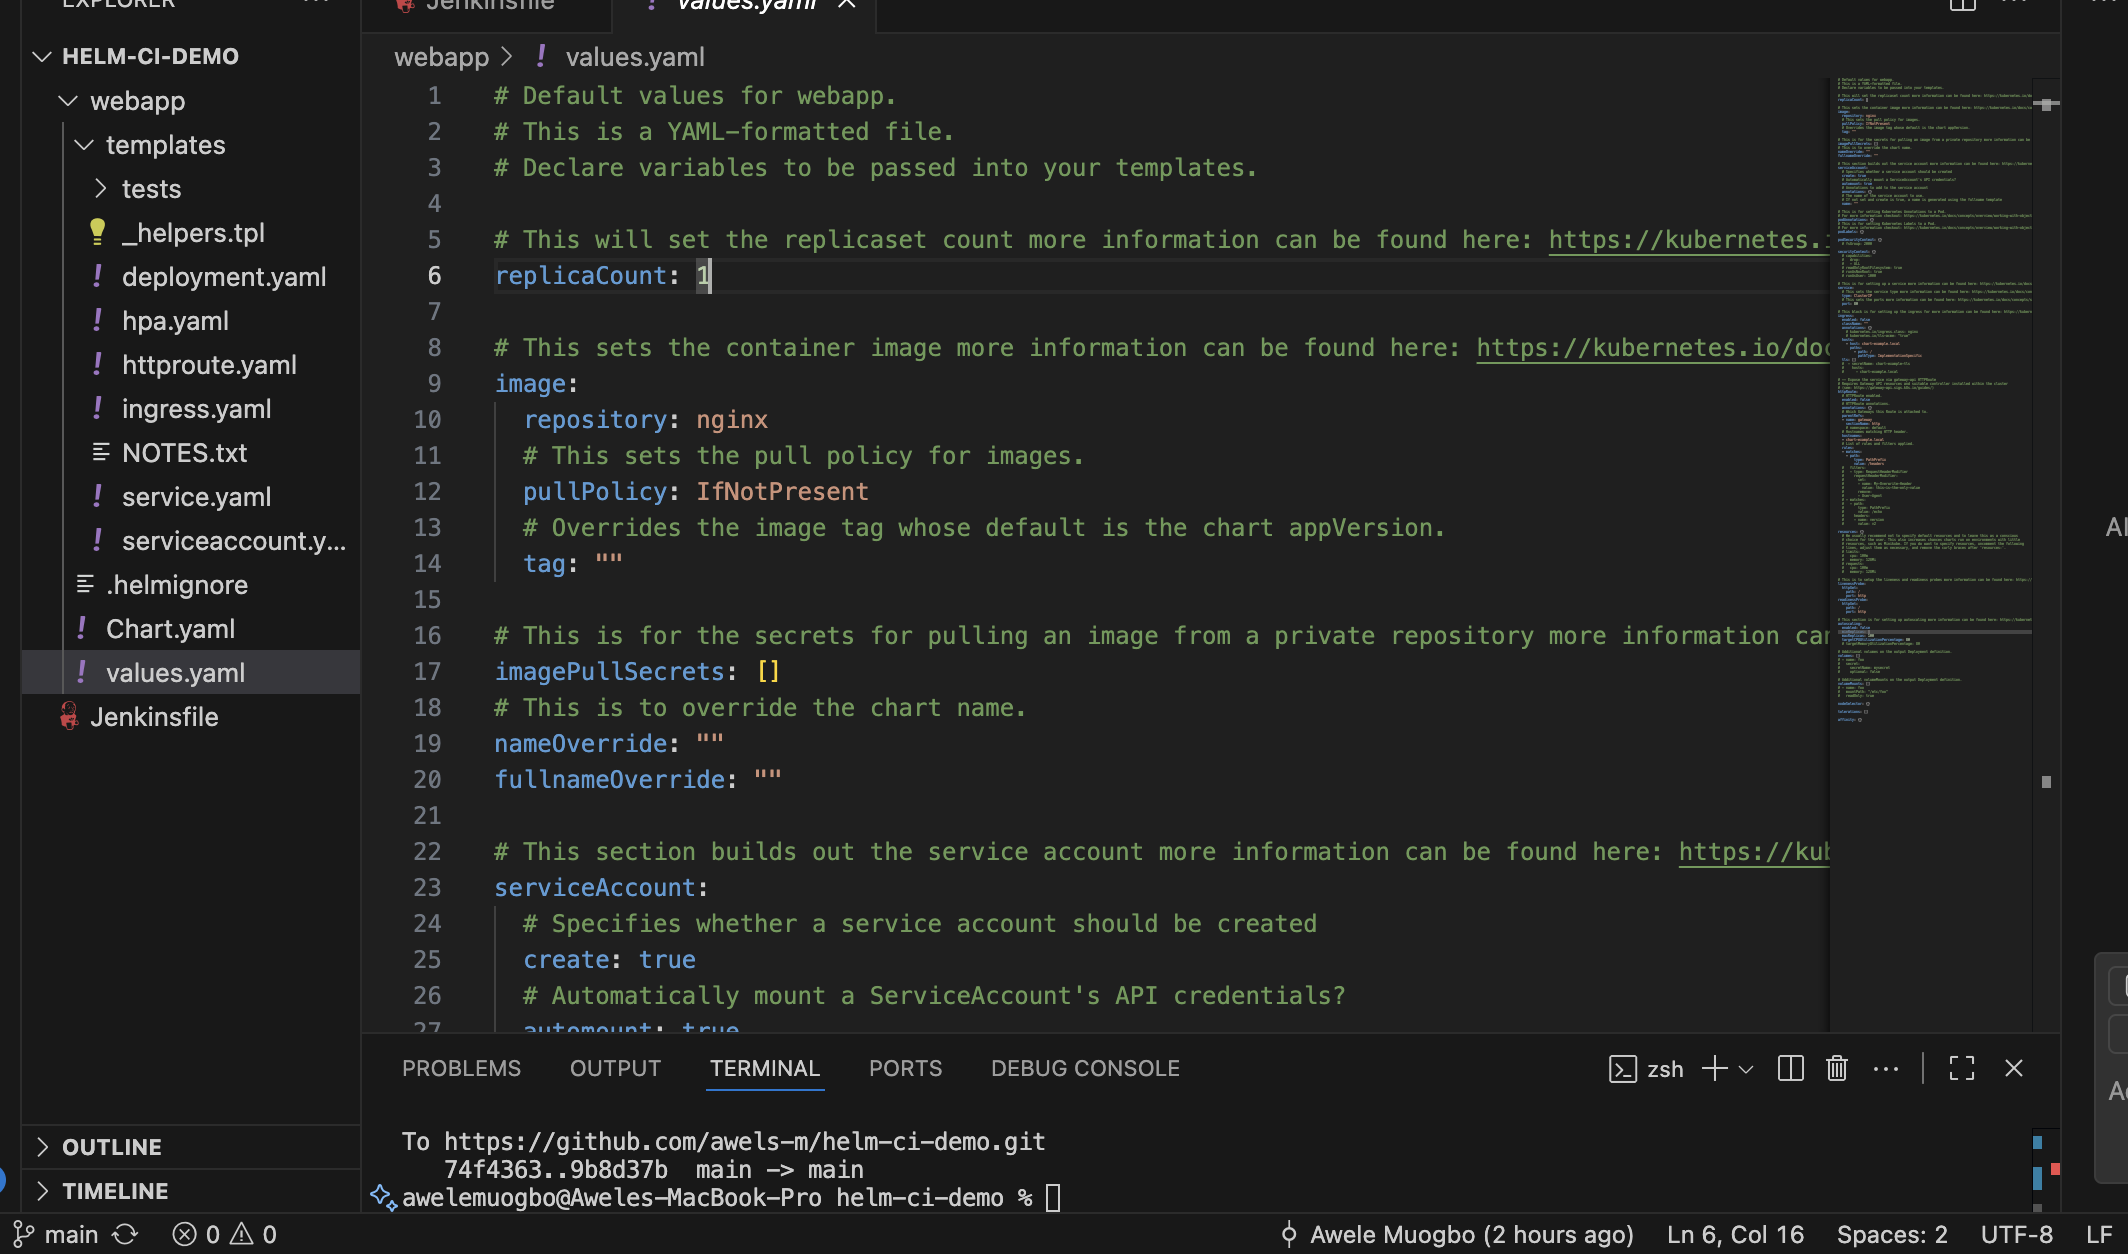 EXPLORER
Jenkinsfile
values.yaml
HELM-CI-DEMO
webapp
templates
tests
_helpers.tpl
deployment.yaml
hpa.yaml
httproute.yaml
ingress.yaml
NOTES.txt
service.yaml
serviceaccount.y...
.helmignore
Chart.yaml
values.yaml
Jenkinsfile
OUTLINE
TIMELINE
webapp > ! values.yaml
1 # Default values for webapp.
2 # This is a YAML-formatted file.
3 # Declare variables to be passed into your templates.
4
5 # This will set the replicaset count more information can be found here: https://kubernetes.
6 replicaCount: 1
7
8 # This sets the container image more information can be found here: https://kubernetes.io/doc
9 image:
10 repository: nginx
11 # This sets the pull policy for images.
12 pullPolicy: IfNotPresent
13 # Overrides the image tag whose default is the chart appVersion.
14 tag: ""
15
16 # This is for the secrets for pulling an image from a private repository more information can
17 imagePullSecrets: []
18 # This is to override the chart name.
19 nameOverride: ""
20 fullnameOverride: ""
21
22 # This section builds out the service account more information can be found here: https://kub
23 serviceAccount:
24 # Specifies whether a service account should be created
25 create: true
26 # Automatically mount a ServiceAccount's API credentials?
27 automount: true
PROBLEMS OUTPUT TERMINAL PORTS DEBUG CONSOLE
zsh
To https://github.com/awels-m/helm-ci-demo.git
74f4363..9b8d37b main -> main
awelemuogbo@Aweles-MacBook-Pro helm-ci-demo %
main 0 0
Awele Muogbo (2 hours ago) Ln 6, Col 16 Spaces: 2 UTF-8 LF